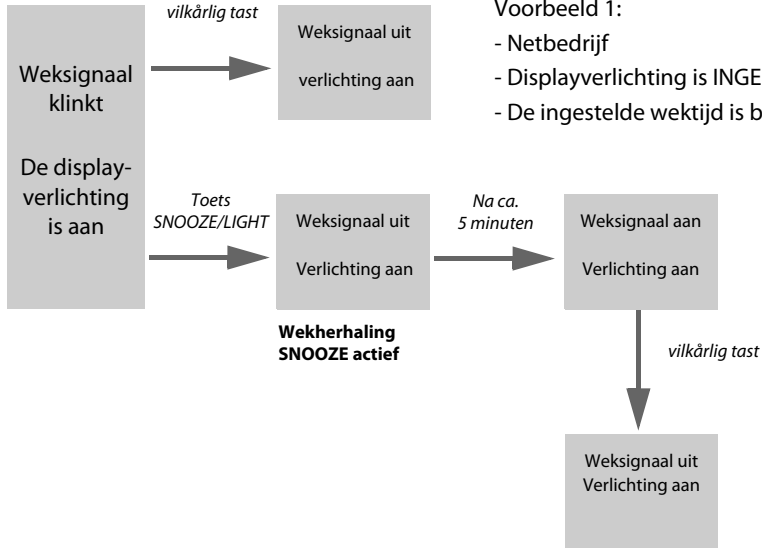 vilkårlig tast
Weksignaal uit
verlichting aan
Voorbeeld 1:
- Netbedrijf
- Displayverlichting is INGE
- De ingestelde wektijd is b
Weksignaal
klinkt
De display-
verlichting
is aan
Toets
SNOOZE/LIGHT
Weksignaal uit
Verlichting aan
Wekherhaling
SNOOZE actief
Na ca.
5 minuten
Weksignaal aan
Verlichting aan
vilkårlig tast
Weksignaal uit
Verlichting aan